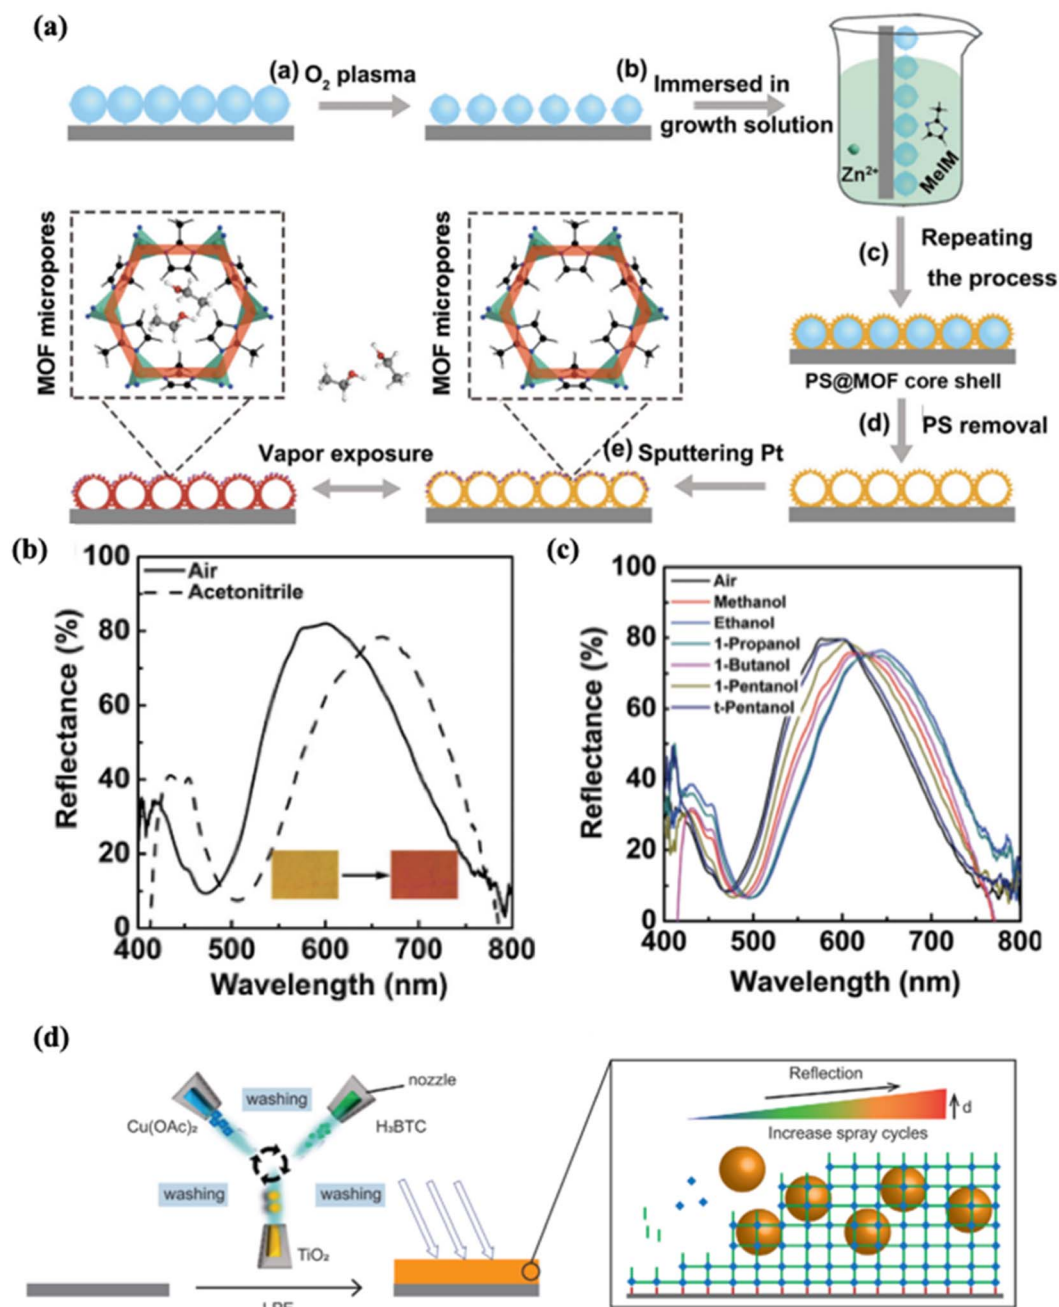 (a)
(a) O₂ plasma
(b) Immersed in
growth solution
Zn²⁺
MeIM
(c) Repeating
the process
PS@MOF core shell
(d) PS removal
(e) Sputtering Pt
Vapor exposure
MOF micropores
MOF micropores
(b)
100
80
60
40
20
0
Reflectance (%)
Air
Acetonitrile
400 500 600 700 800
Wavelength (nm)
(c)
100
80
60
40
20
0
Reflectance (%)
Air
Methanol
Ethanol
1-Propanol
1-Butanol
1-Pentanol
t-Pentanol
400 500 600 700 800
Wavelength (nm)
(d)
washing
nozzle
Cu(OAc)₂
H₃BTC
washing
washing
TiO₂
Reflection
d
Increase spray cycles